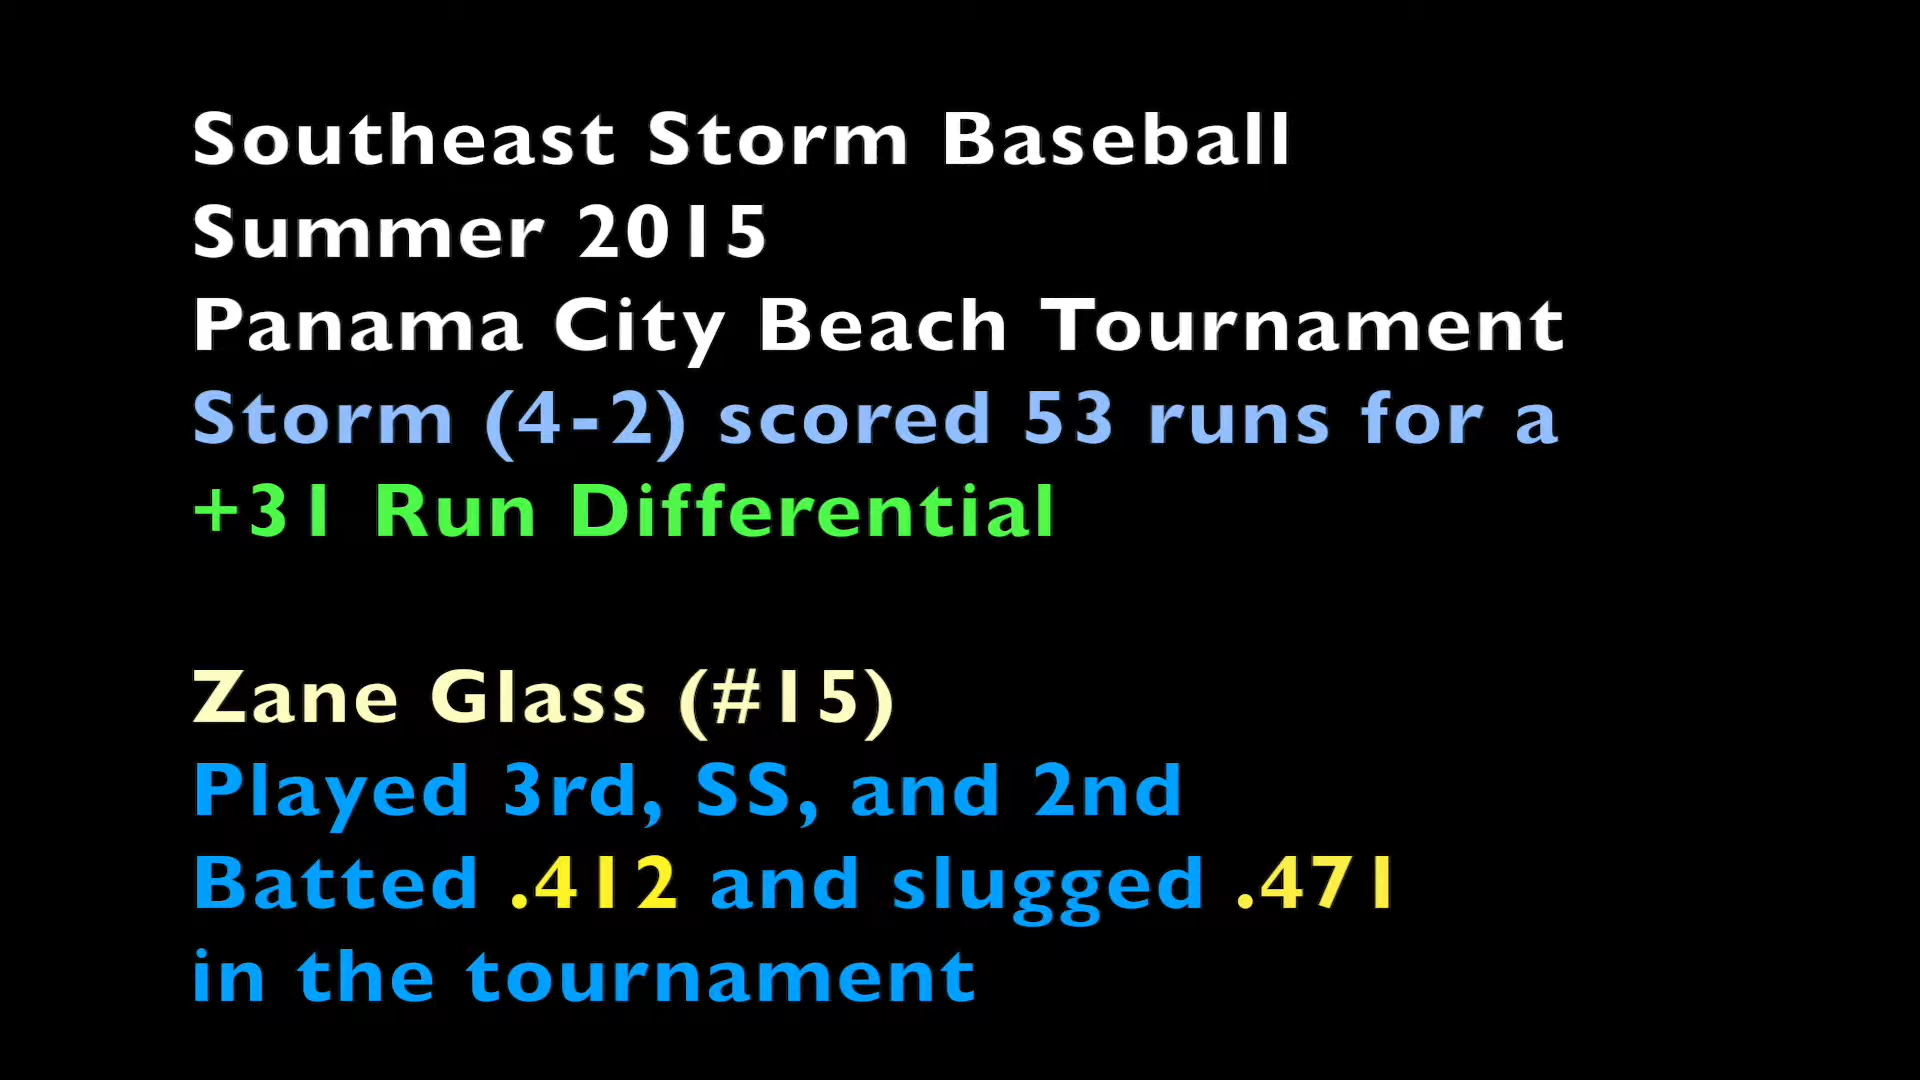 Southeast Storm Baseball
Summer 2015
Panama City Beach Tournament
Storm (4-2) scored 53 runs for a
+31 Run Differential
Zane Glass (#15)
Played 3rd, SS, and 2nd
Batted .412 and slugged .471
in the tournament